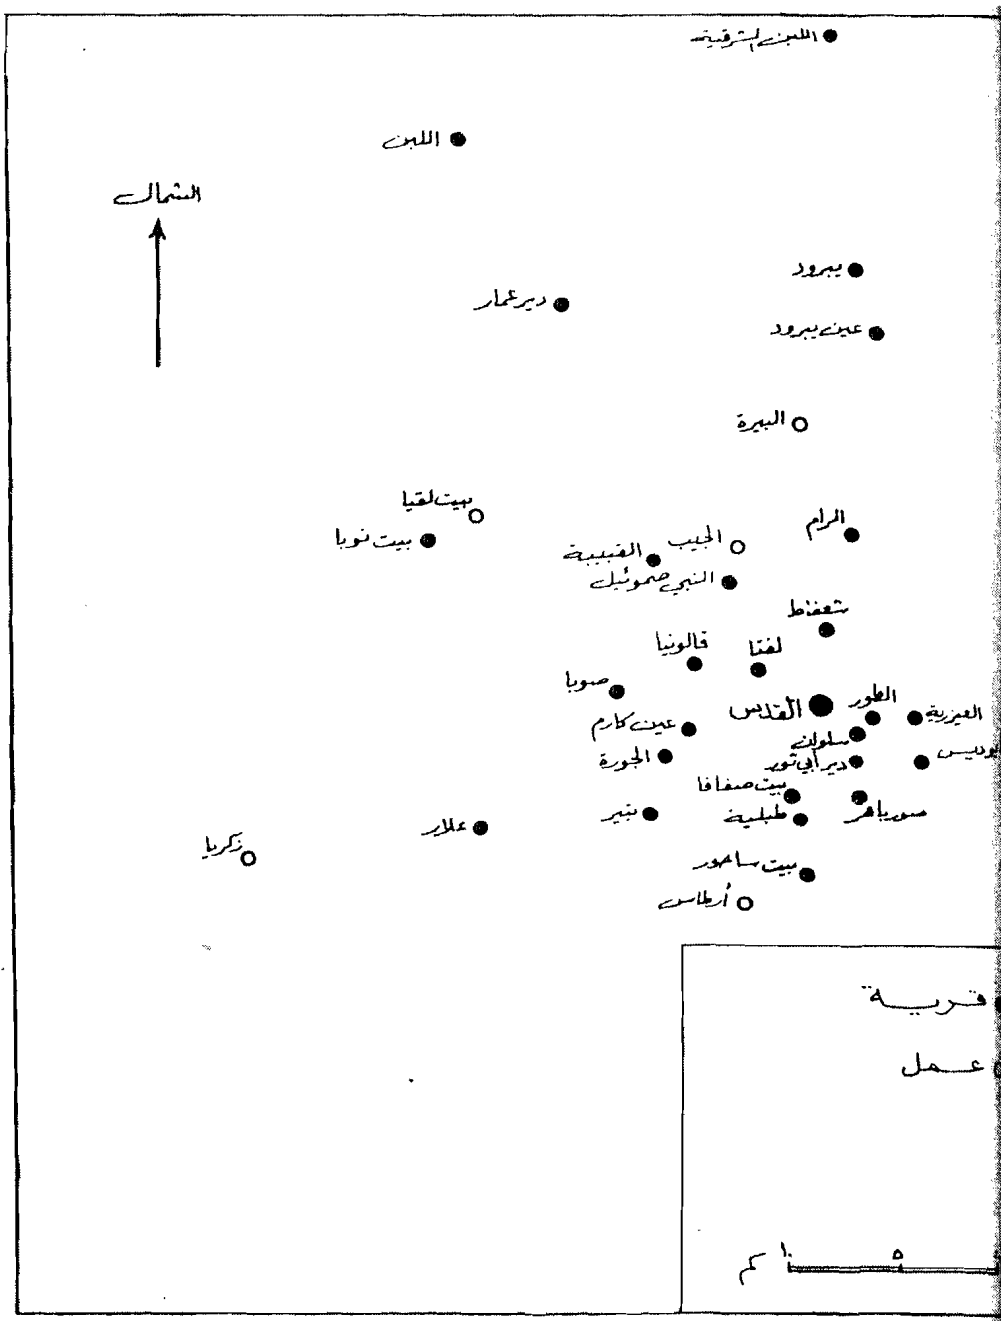 اللبن الشرقية
اللبن
الشمال
يبرود
دير عمار
عين يبرود
البيرة
بيت لقيا
بيت نوبا
الرام
الجيب
القبيبة
النبي صموئيل
شعفاط
لفتا
قالونيا
صوبا
القدس
الطور
العيزرية
عين كارم
سلوان
الجورة
دير أبي ثور
بيت صفافا
صور باهر
طبلية
بتير
علار
زكريا
بيت ساحور
أرطاس
قرية
عمل
١٠ ٥
كم